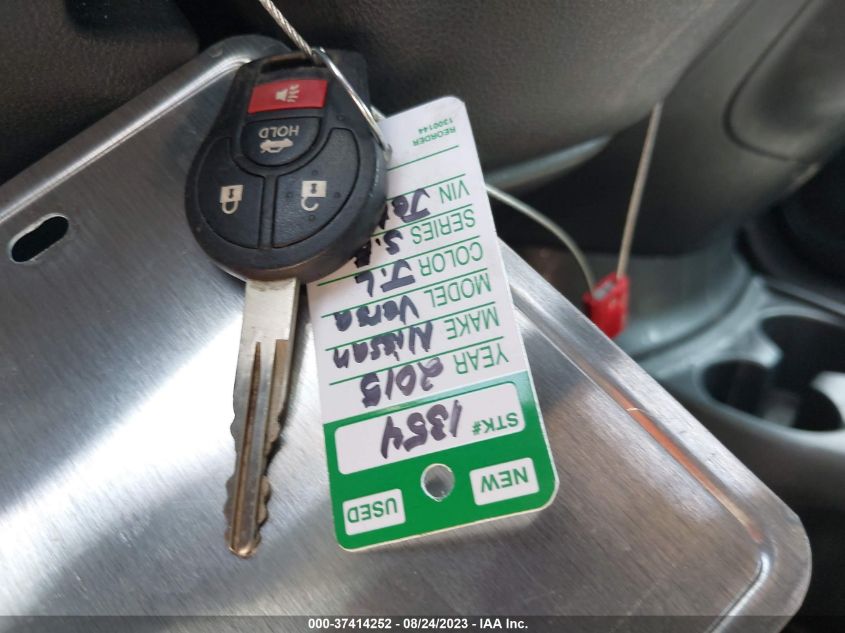 HOLD
NEW USED
STK# 1354
YEAR 2015
MAKE Nissan
MODEL Versa
COLOR J.L
SERIES
VIN
REORDER
1300144
000-37414252 - 08/24/2023 - IAA Inc.